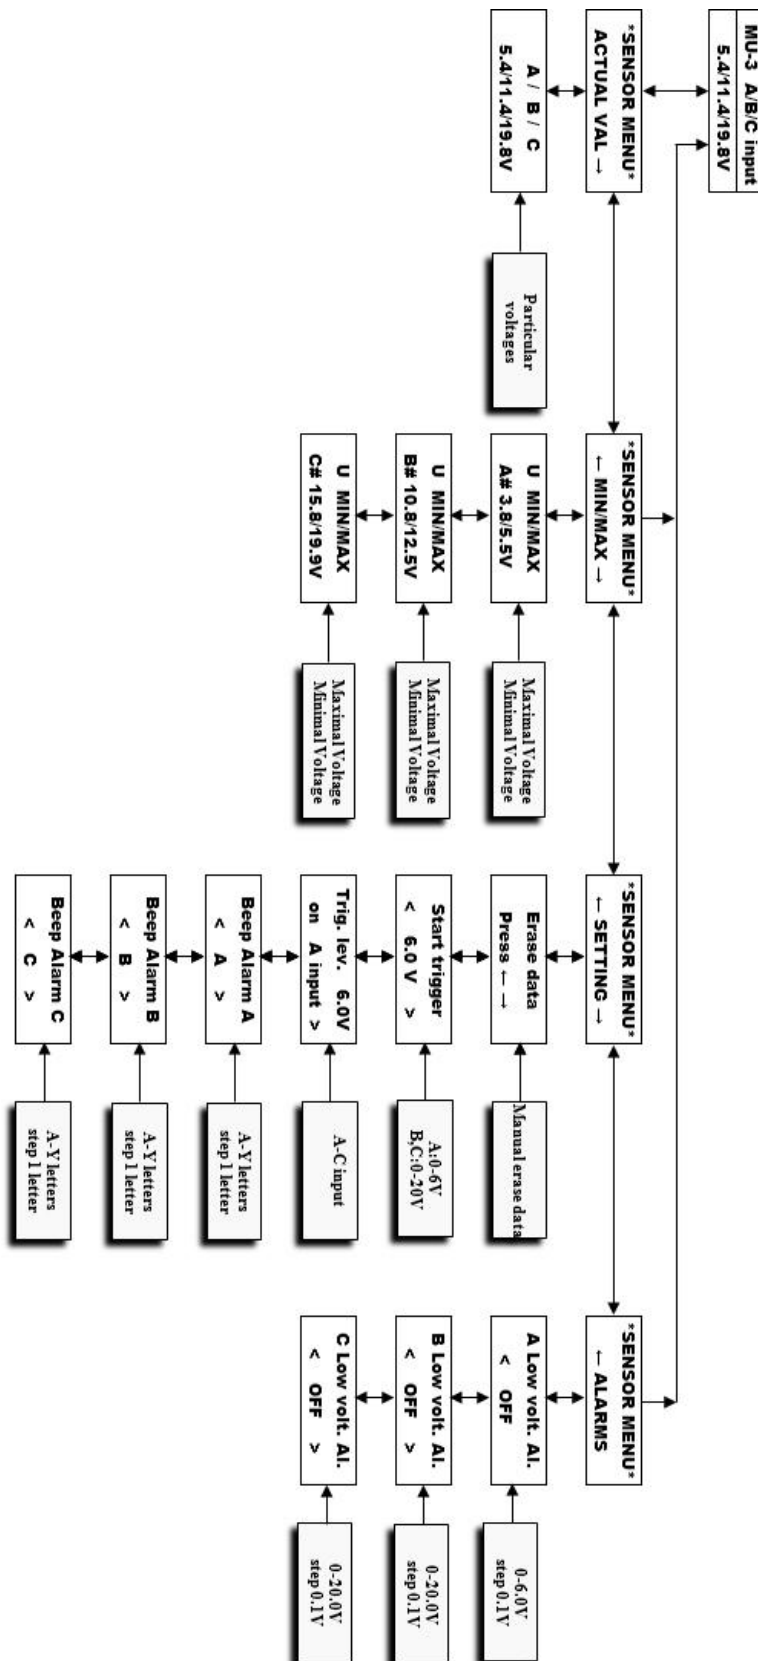 MU-3 A/B/C input
5.4/11.4/19.8V
*SENSOR MENU*
ACTUAL VAL →
A / B / C
5.4/11.4/19.8V
Particular
voltages
*SENSOR MENU*
← MIN/MAX →
U MIN/MAX
A# 3.8/5.5V
Maximal Voltage
Minimal Voltage
U MIN/MAX
B# 10.8/12.5V
Maximal Voltage
Minimal Voltage
U MIN/MAX
C# 15.8/19.9V
Maximal Voltage
Minimal Voltage
*SENSOR MENU*
← SETTING →
Erase data
Press ← →
Manual erase data
Start trigger
< 6.0 V >
A:0-6V
B,C:0-20V
Trig. lev. 6.0V
on A input >
A-C input
Beep Alarm A
< A >
A-Y letters
step 1 letter
Beep Alarm B
< B >
A-Y letters
step 1 letter
Beep Alarm C
< C >
A-Y letters
step 1 letter
*SENSOR MENU*
← ALARMS
A Low volt. Al.
< OFF
0-6.0V
step 0.1V
B Low volt. Al.
< OFF >
0-20.0V
step 0.1V
C Low volt. Al.
< OFF >
0-20.0V
step 0.1V